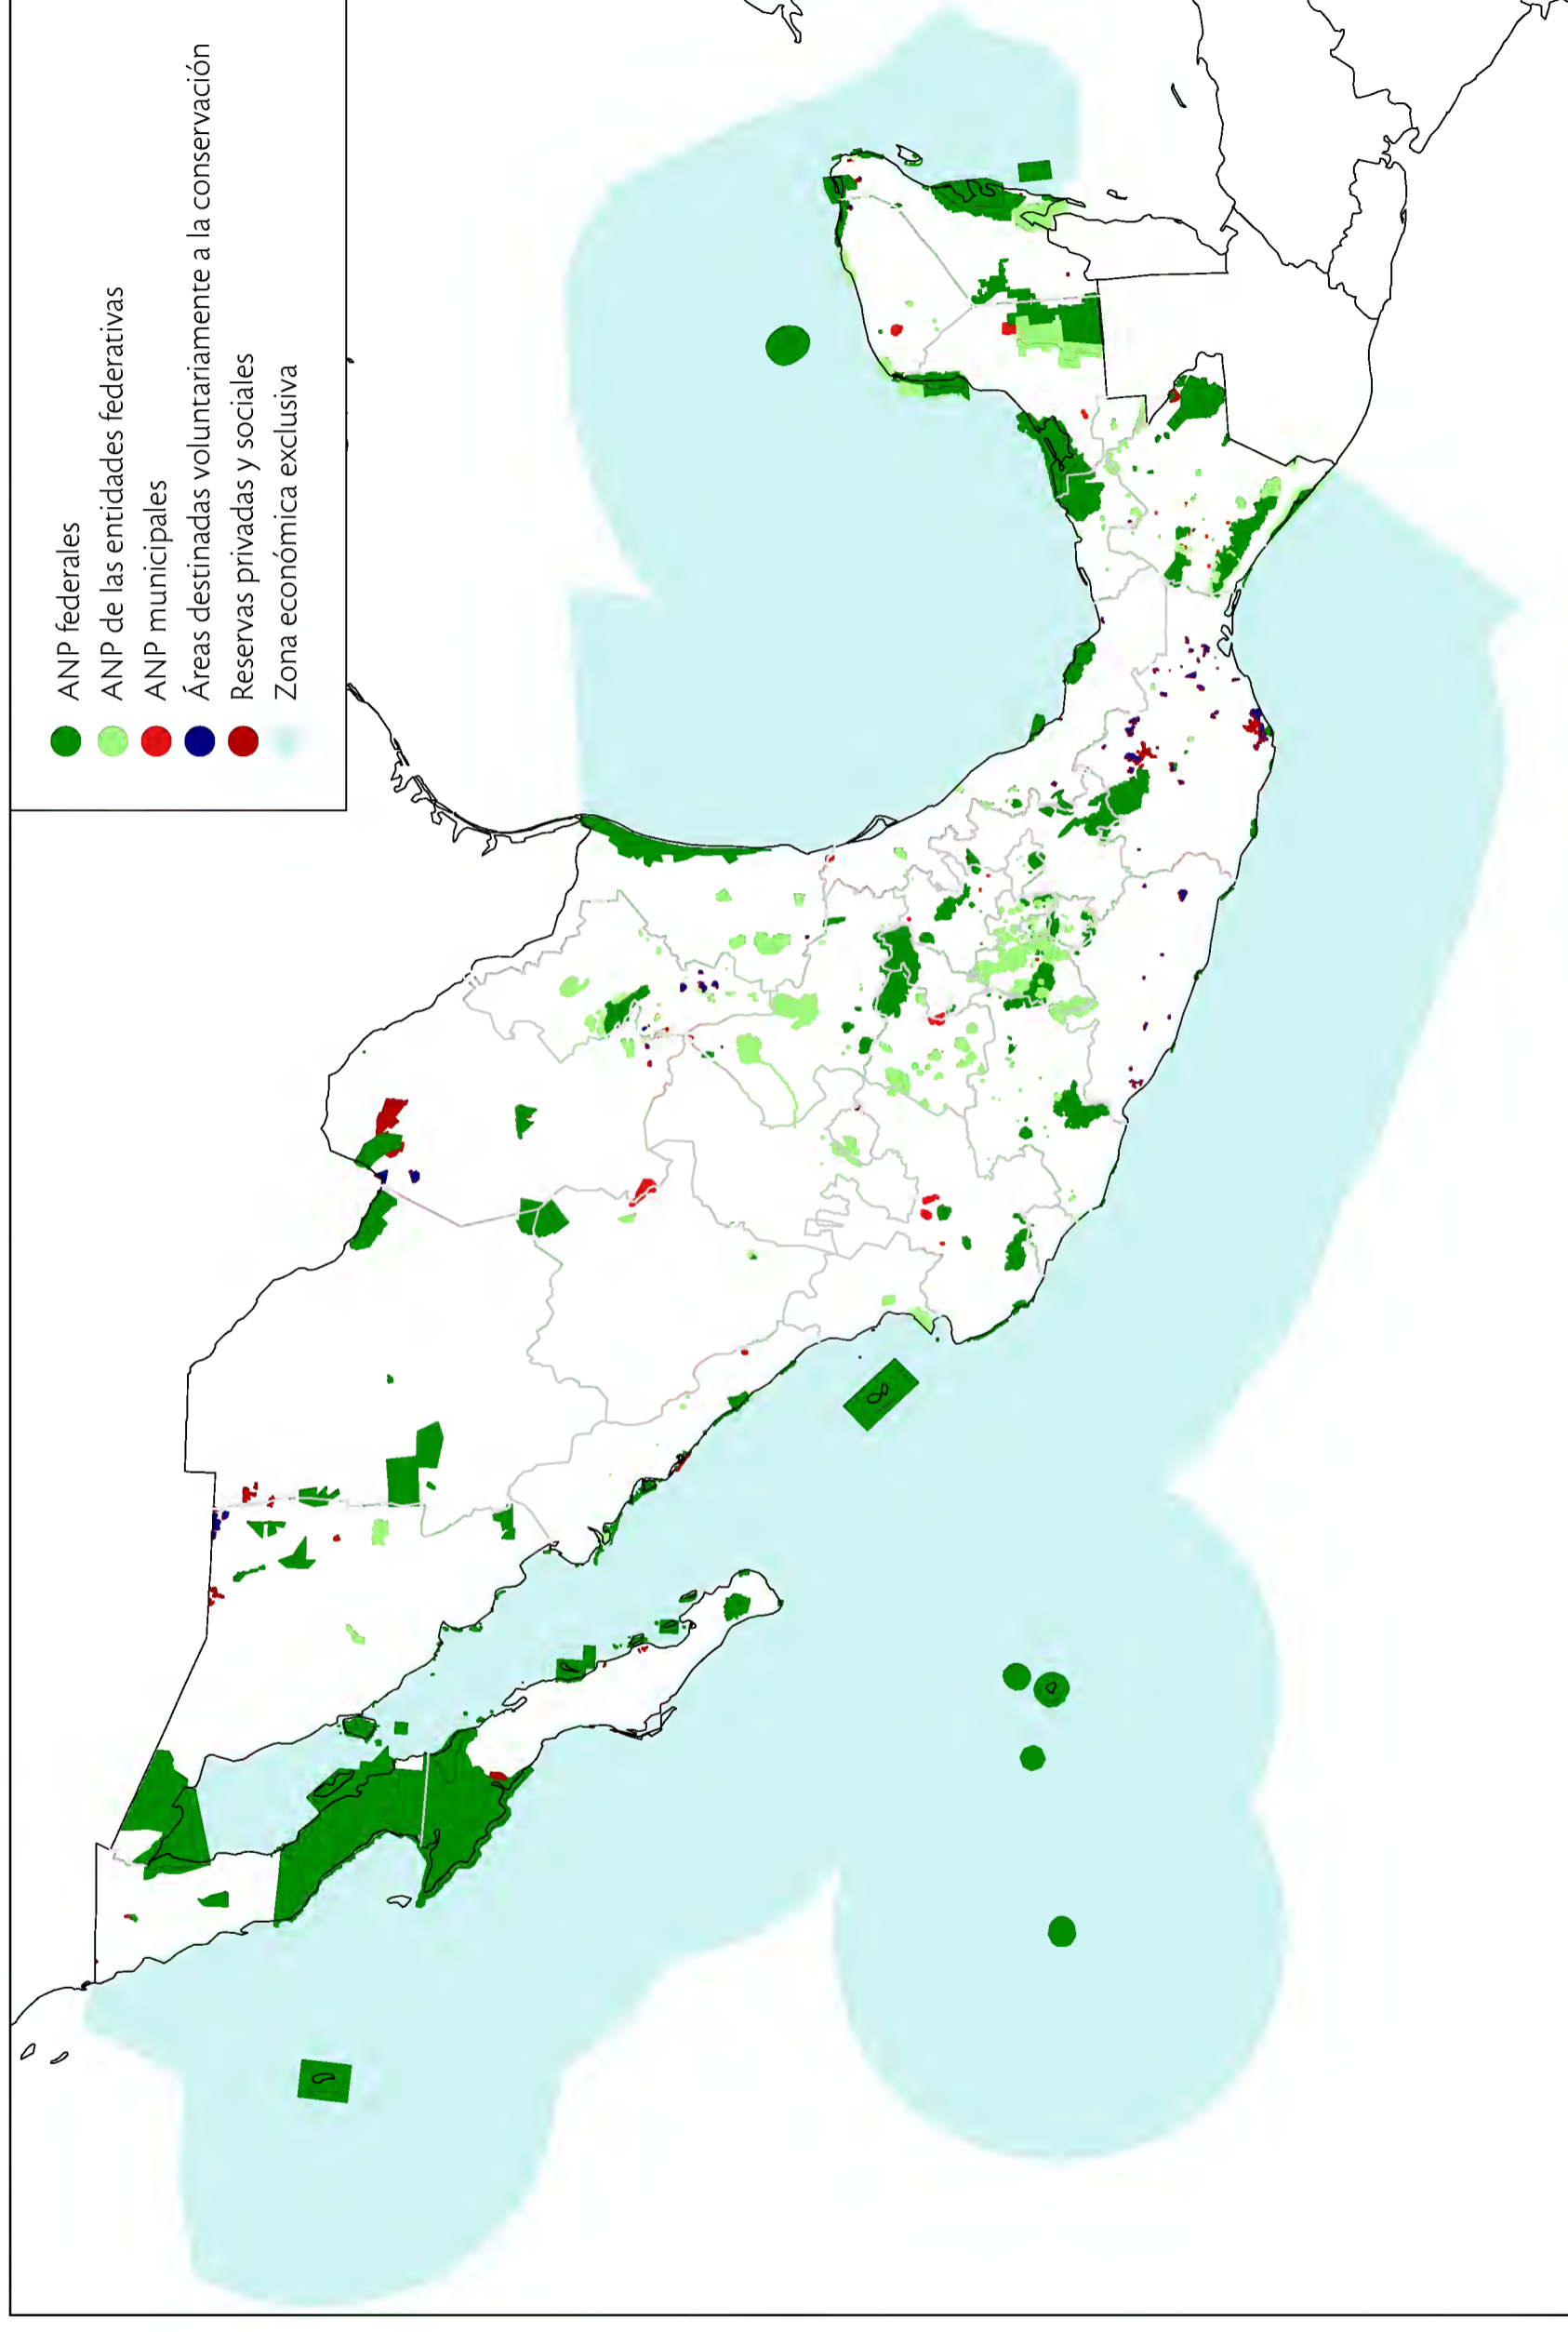 ANP federales
ANP de las entidades federativas
ANP municipales
Áreas destinadas voluntariamente a la conservación
Reservas privadas y sociales
Zona económica exclusiva